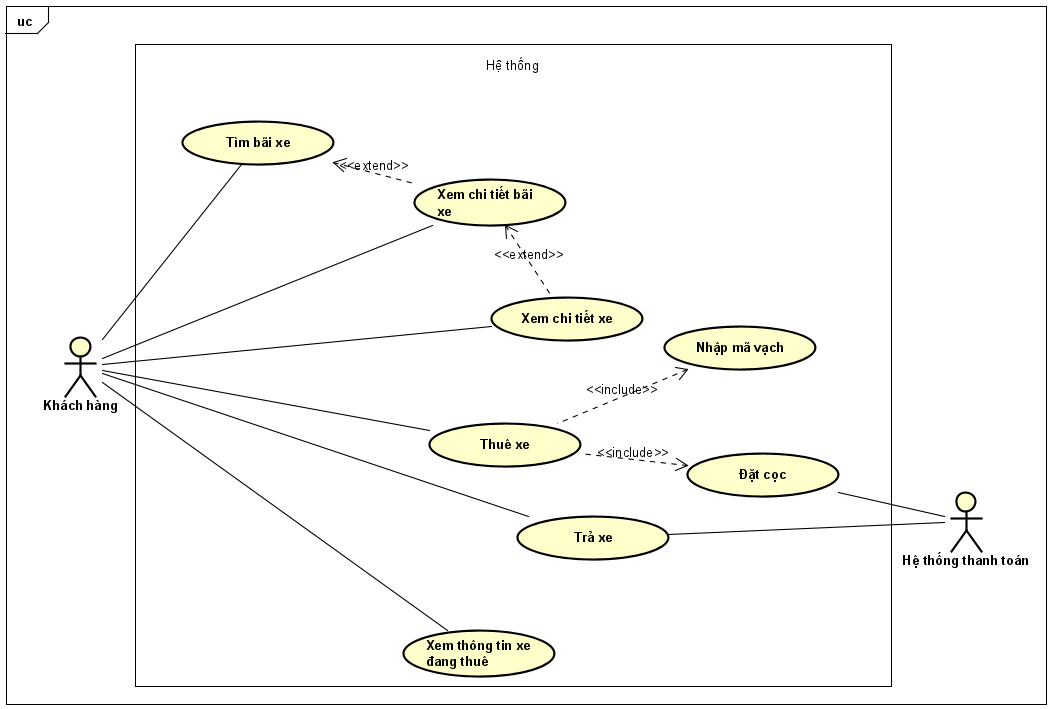 uc
Hệ thống
Tìm bãi xe
<<extend>>
Xem chi tiết bãi
xe
<<extend>>
Xem chi tiết xe
Nhập mã vạch
<<include>>
Khách hàng
Thuê xe
<<include>>
Đặt cọc
Trả xe
Hệ thống thanh toán
Xem thông tin xe
đang thuê